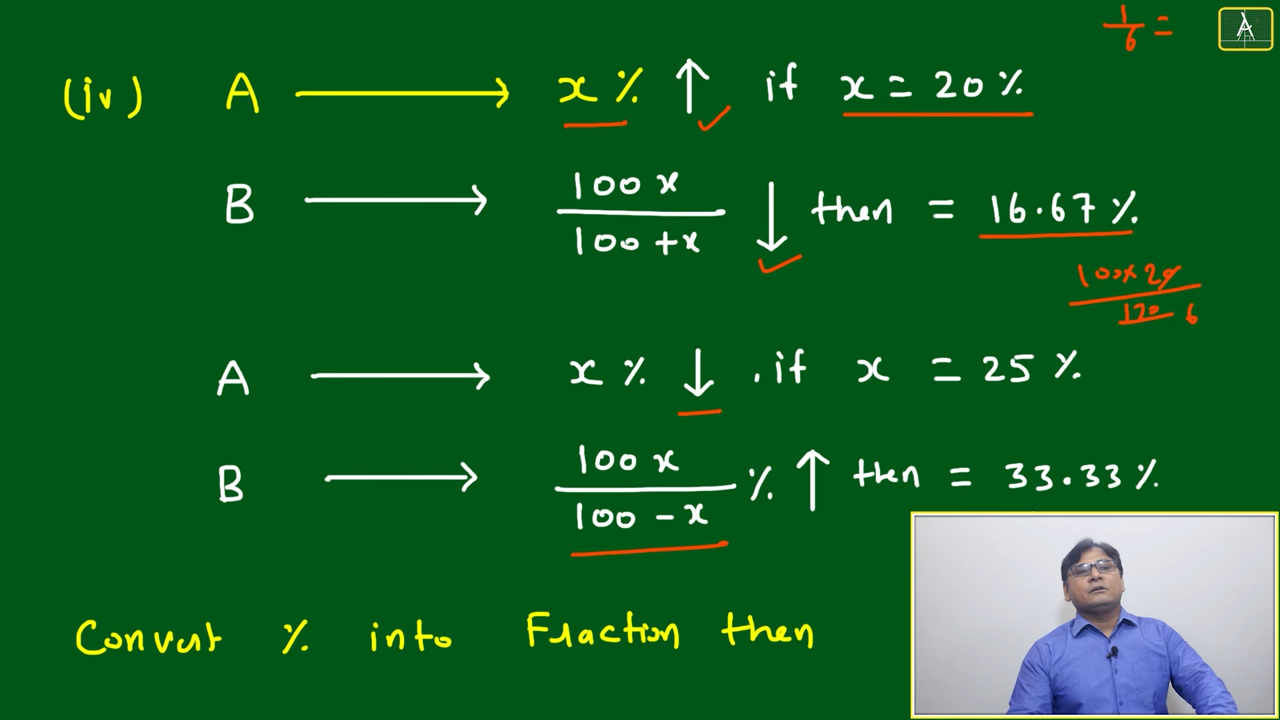 1/6 =
A
(iv) A → x % ↑ if x = 20 %
B → 100 x / 100 + x ↓ then = 16.67 %
100 x 20 / 120 6
A → x % ↓ . if x = 25 %
B → 100 x / 100 - x % ↑ then = 33.33 %
Convert % into Fraction then